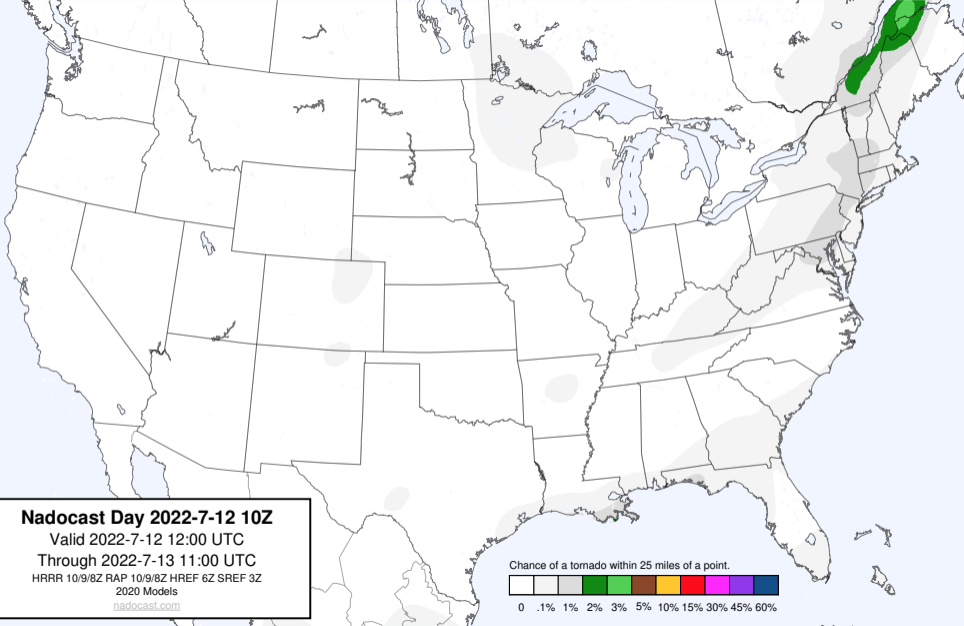 Nadocast Day 2022-7-12 10Z
Valid 2022-7-12 12:00 UTC
Through 2022-7-13 11:00 UTC
HRRR 10/9/8Z RAP 10/9/8Z HREF 6Z SREF 3Z
2020 Models
nadocast.com
Chance of a tornado within 25 miles of a point.
0 .1% 1% 2% 3% 5% 10% 15% 30% 45% 60%